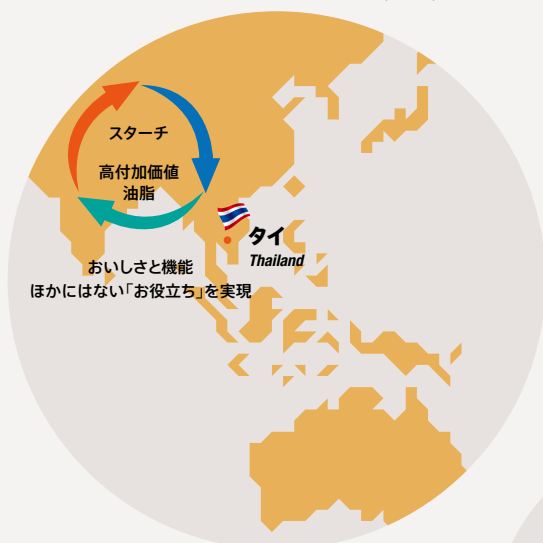 スターチ
高付加価値
油脂
タイ
Thailand
おいしさと機能
ほかにはない「お役立ち」を実現